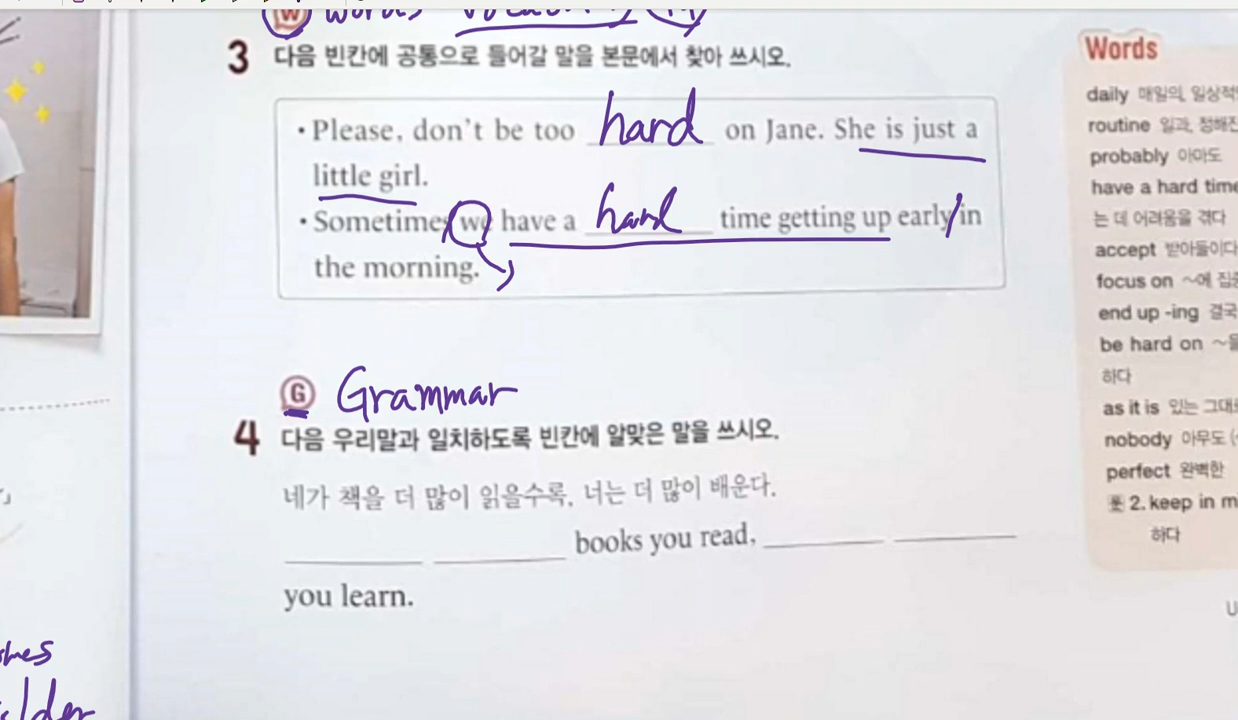 W words
3 다음 빈칸에 공통으로 들어갈 말을 본문에서 찾아 쓰시오.
• Please, don't be too hard on Jane. She is just a
little girl.
• Sometimes we have a hard time getting up early in
the morning.
G Grammar
4 다음 우리말과 일치하도록 빈칸에 알맞은 말을 쓰시오.
네가 책을 더 많이 읽을수록, 너는 더 많이 배운다.
books you read,
you learn.
Words
daily 매일의, 일상적
routine 일과, 정해진
probably 아마도
have a hard time
는 데 어려움을 겪다
accept 받아들이다
focus on ~에 집중
end up -ing 결국
be hard on ~을
하다
as it is 있는 그대로
nobody 아무도
perfect 완벽한
2. keep in m
하다
U